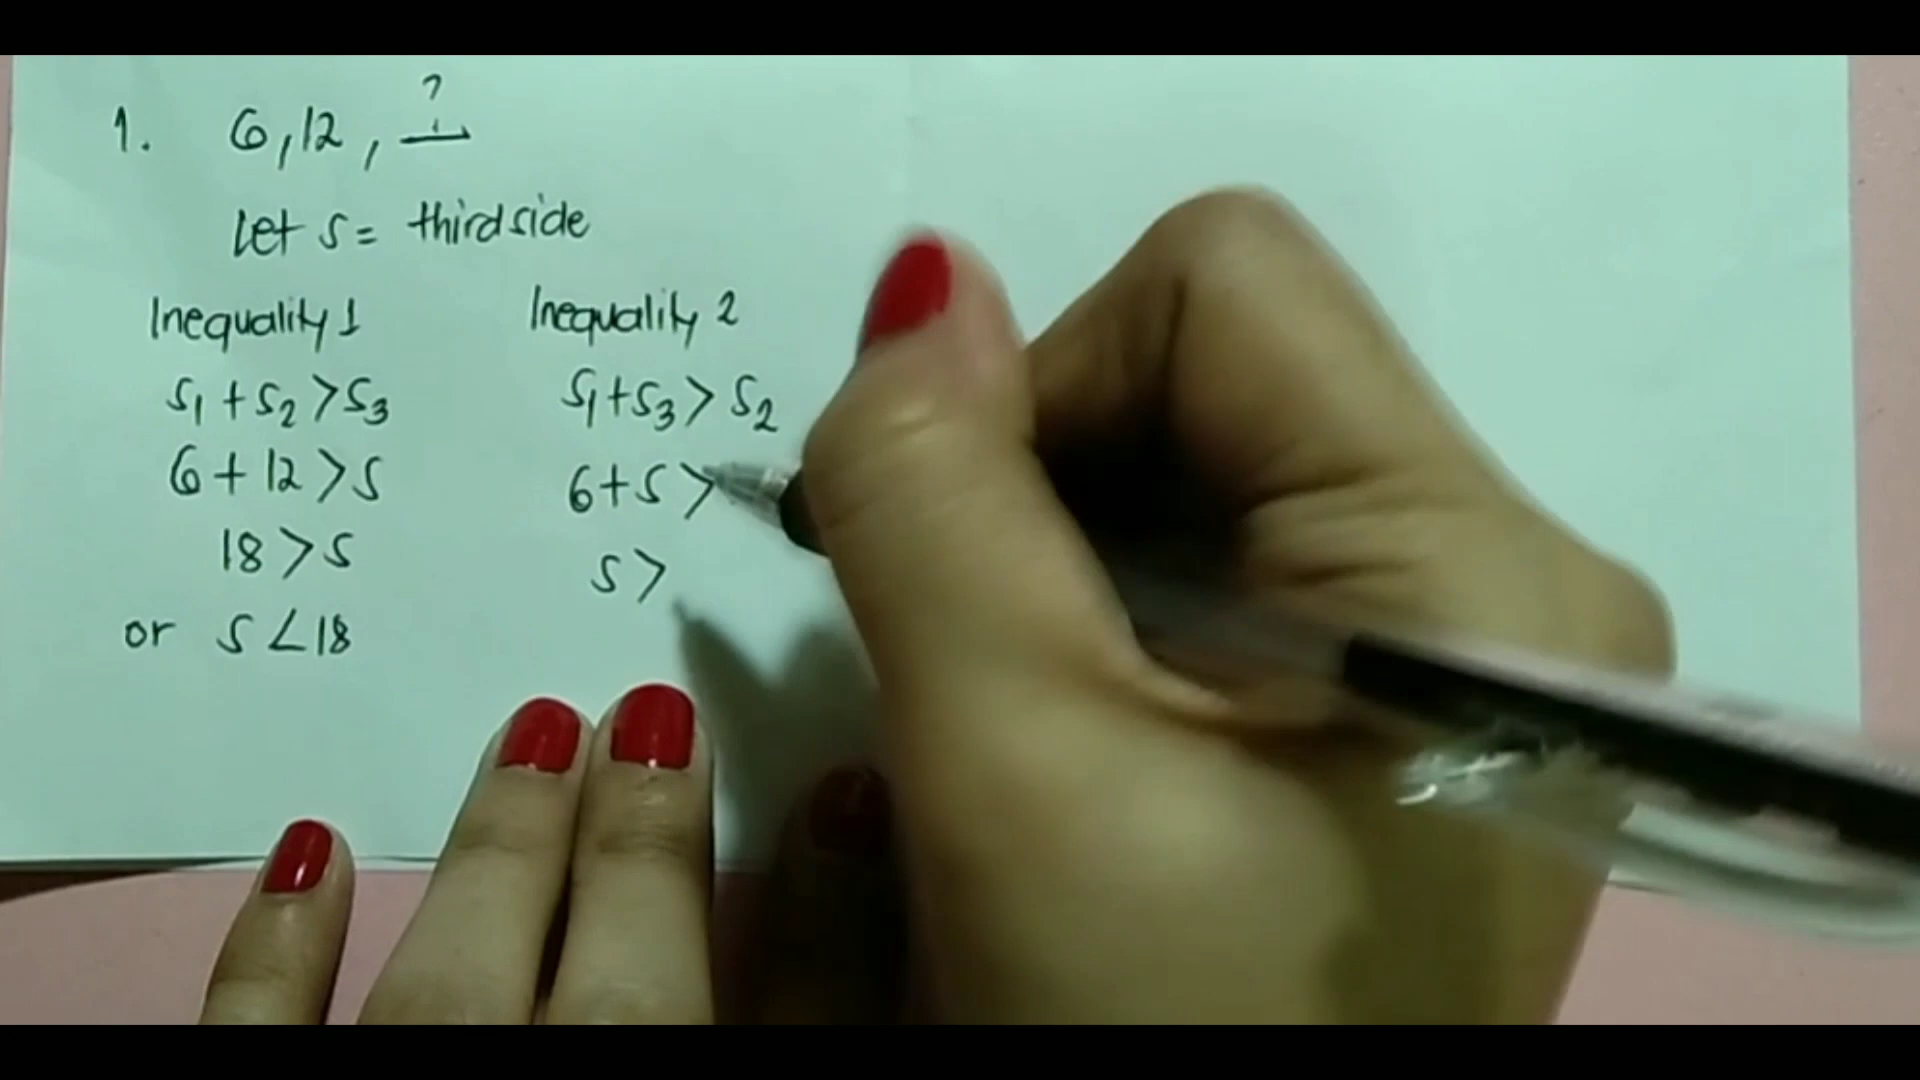 ?
1. 6, 12, __
Let s = third side
Inequality 1
s₁ + s₂ > s₃
6 + 12 > s
18 > s
or s < 18
Inequality 2
s₁ + s₃ > s₂
6 + s >
s >